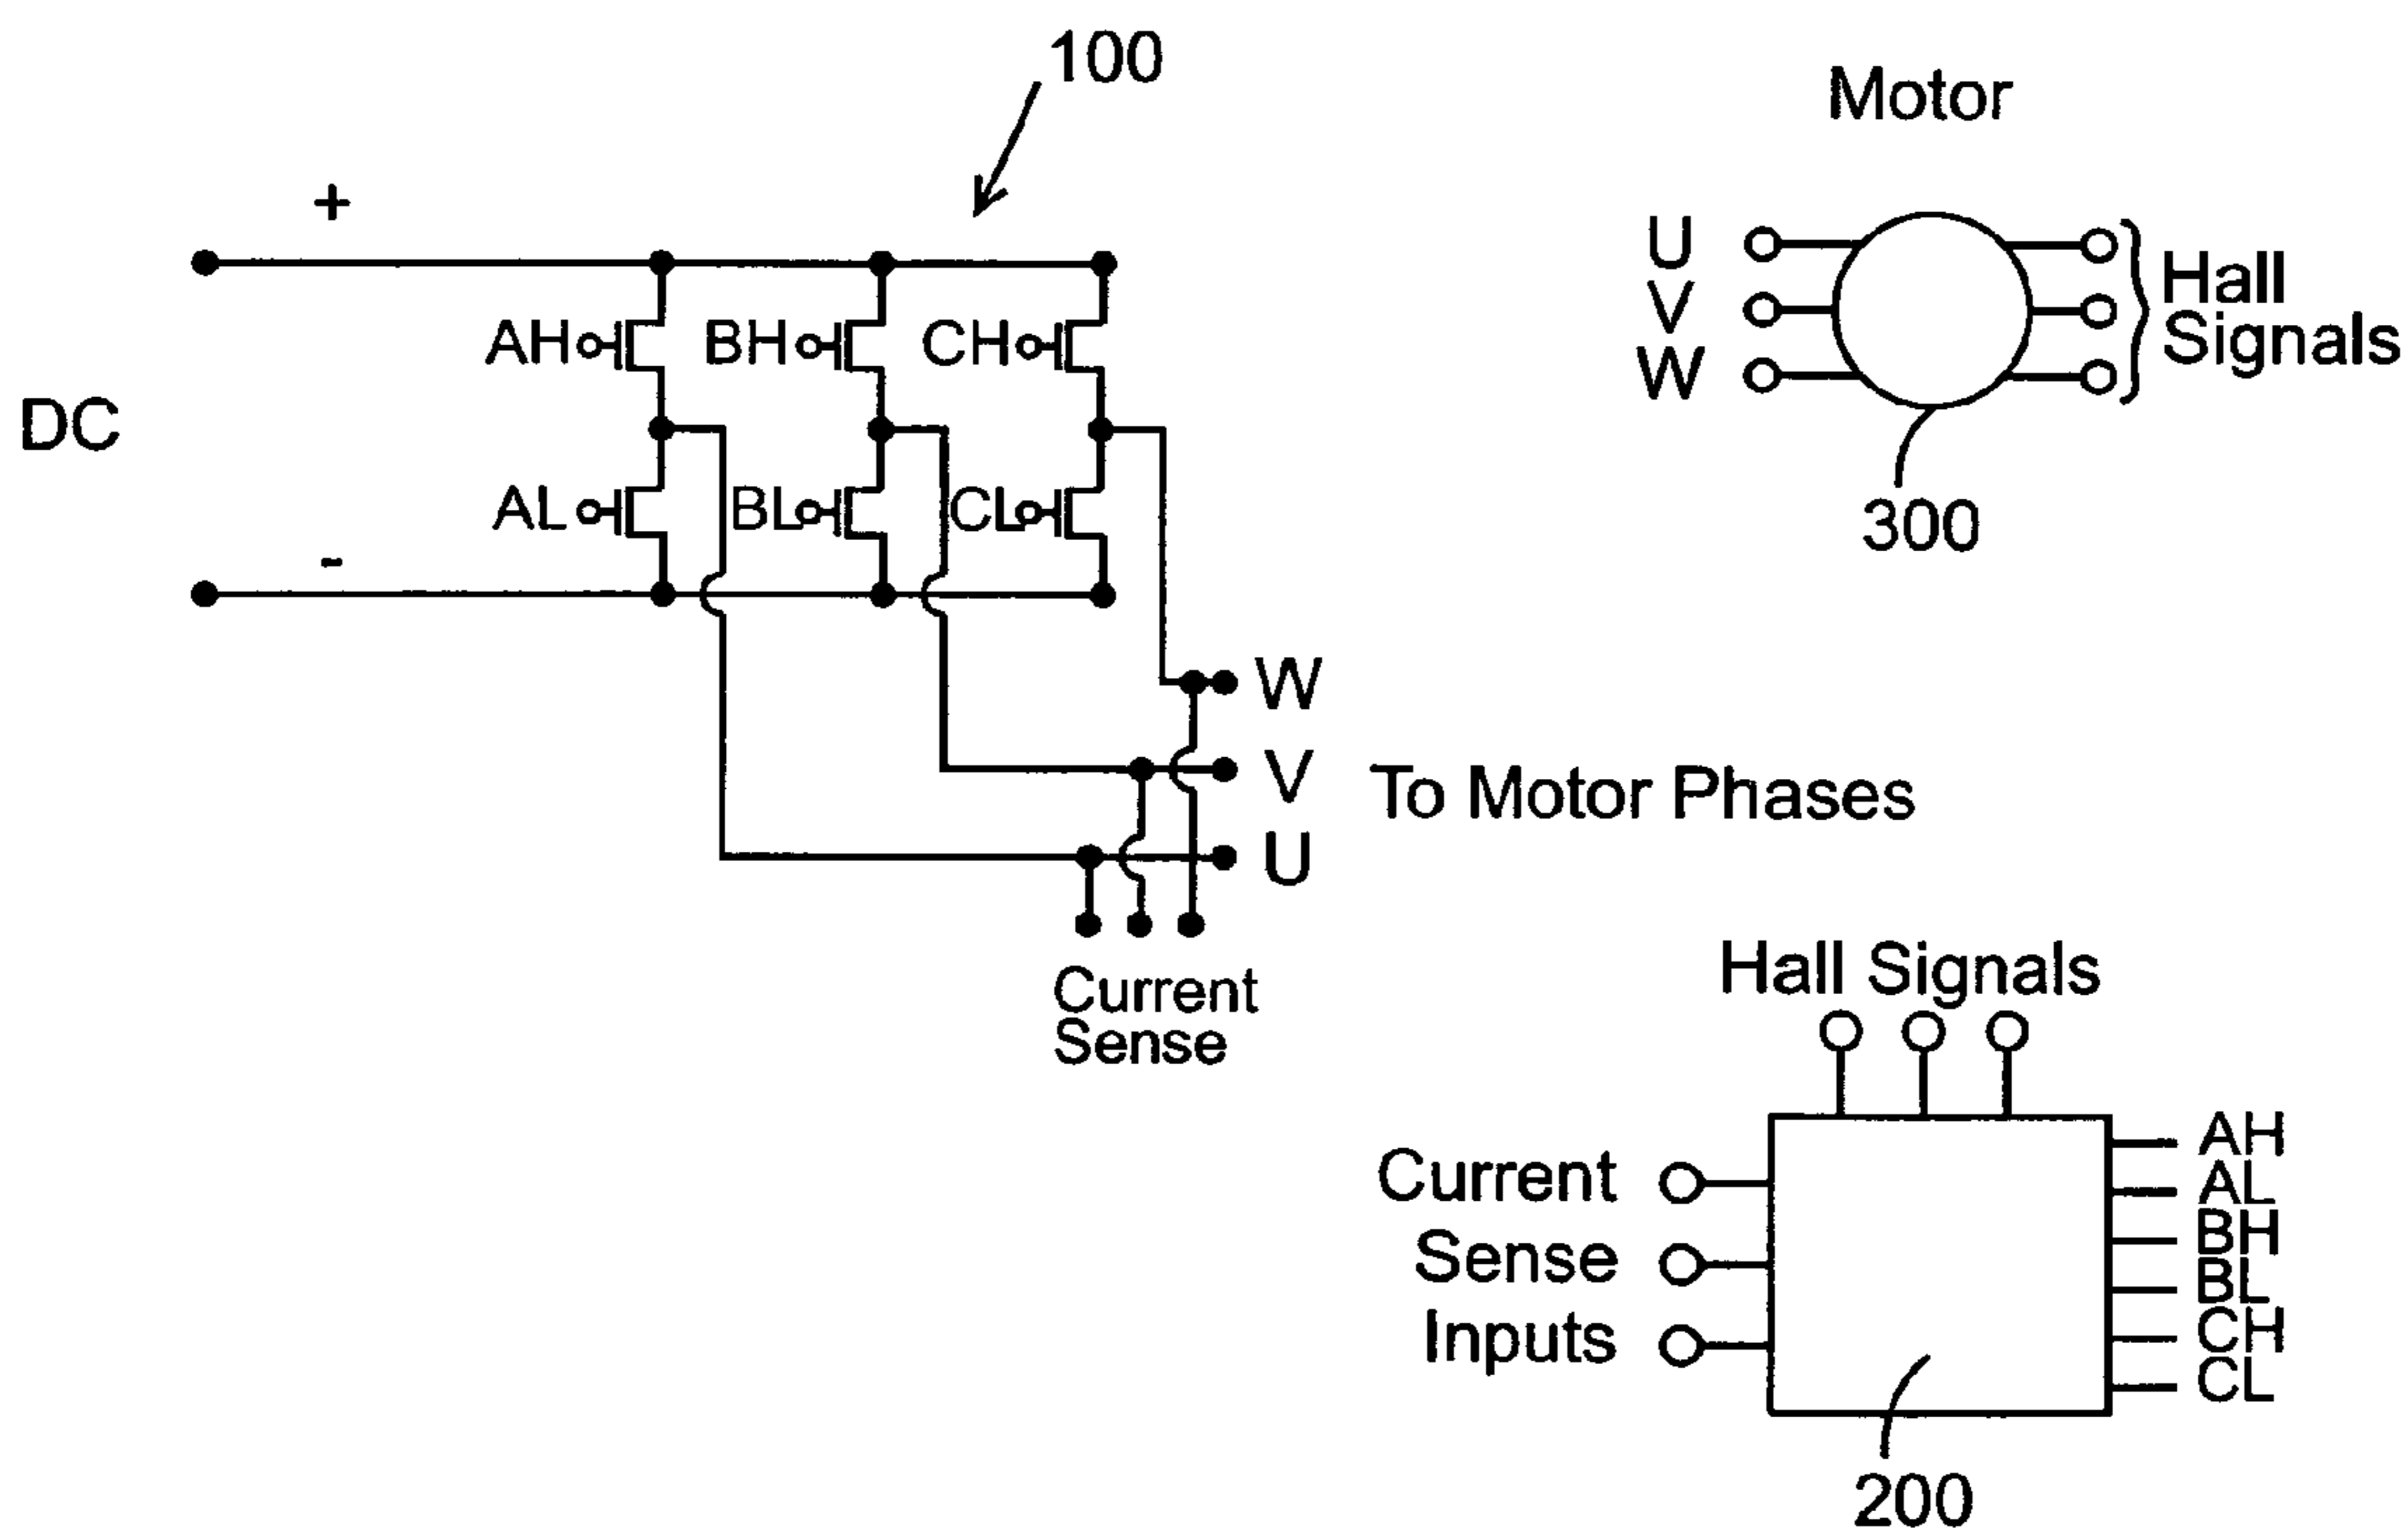 100
Motor
+
U
V
W
Hall
Signals
AH
BH
CH
DC
AL
BL
CL
-
300
W
V
U
To Motor Phases
Current
Sense
Hall Signals
Current
Sense
Inputs
AH
AL
BH
BL
CH
CL
200